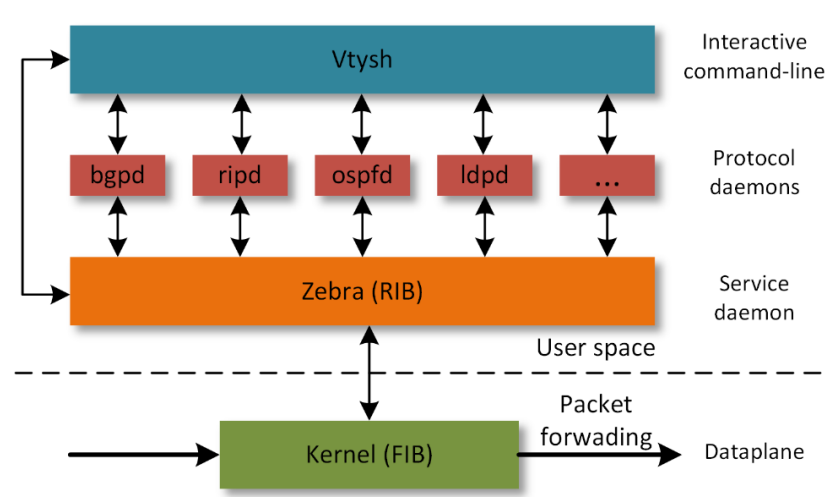 Vtysh
Interactive
command-line
bgpd
ripd
ospfd
ldpd
...
Protocol
daemons
Zebra (RIB)
Service
daemon
User space
Packet
forwading
Kernel (FIB)
Dataplane